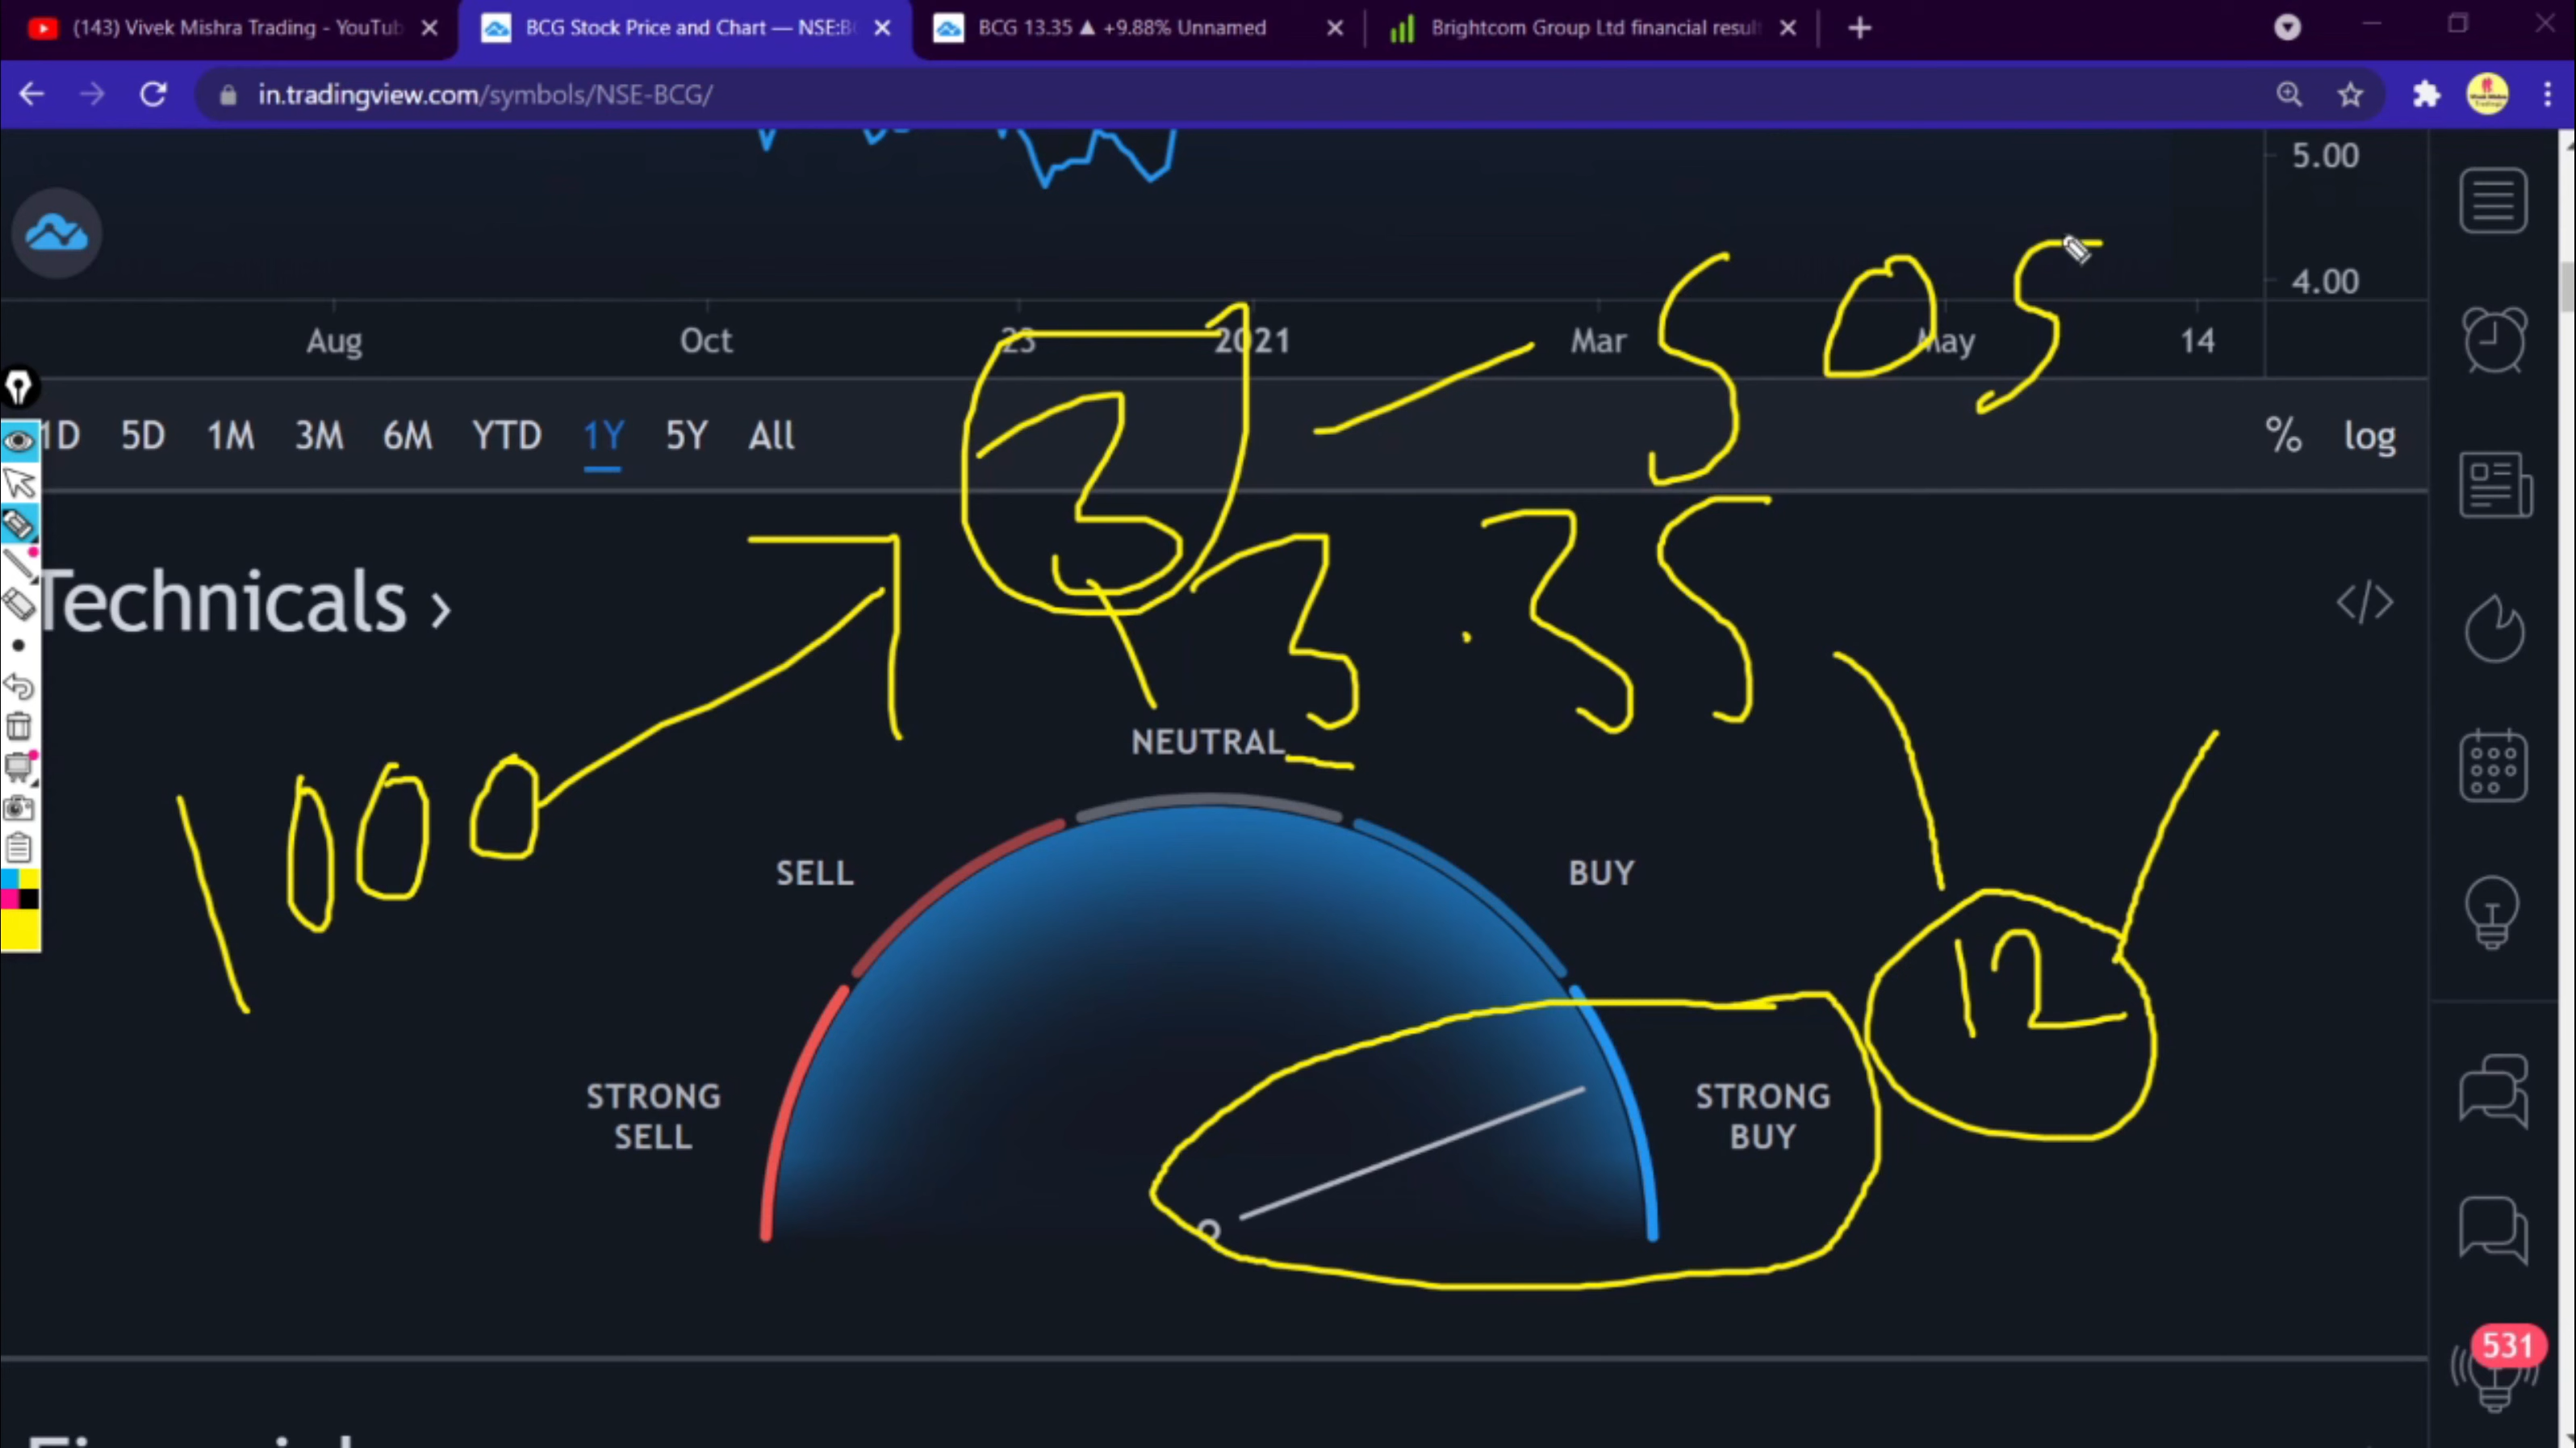 (143) Vivek Mishra Trading - YouTub
BCG Stock Price and Chart — NSE:B
BCG 13.35 ▲ +9.88% Unnamed
Brightcom Group Ltd financial resul
in.tradingview.com/symbols/NSE-BCG/
5.00
4.00
Aug Oct 23 2021 Mar May 14
1D 5D 1M 3M 6M YTD 1Y 5Y All % log
3
505
13.35
Technicals ›
</>
1000
NEUTRAL
SELL
BUY
12
STRONG
SELL
STRONG
BUY
531